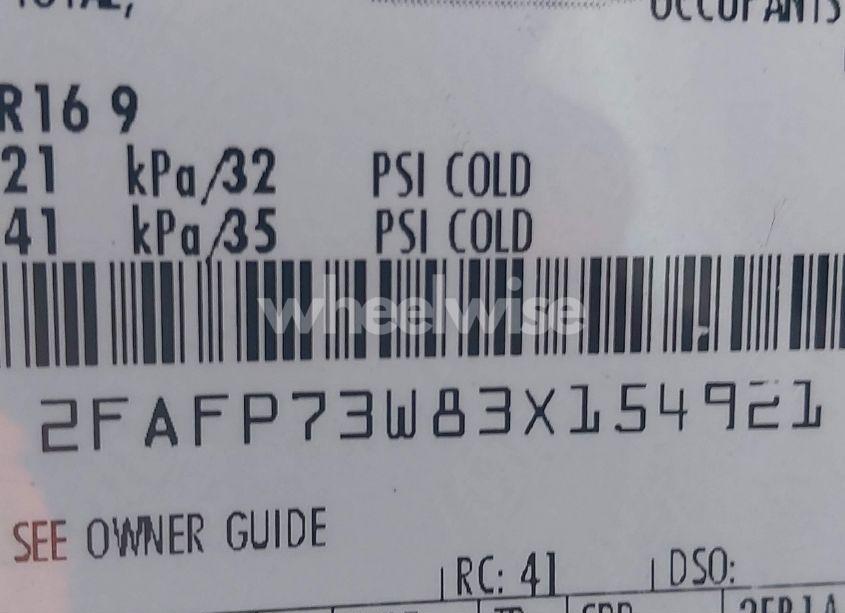 TOTAL,
OCCUPANTS
R16 9
21 kPa/32 PSI COLD
41 kPa/35 PSI COLD
wheelwise
2FAFP73W83X154921
SEE OWNER GUIDE
RC: 41 DSO: